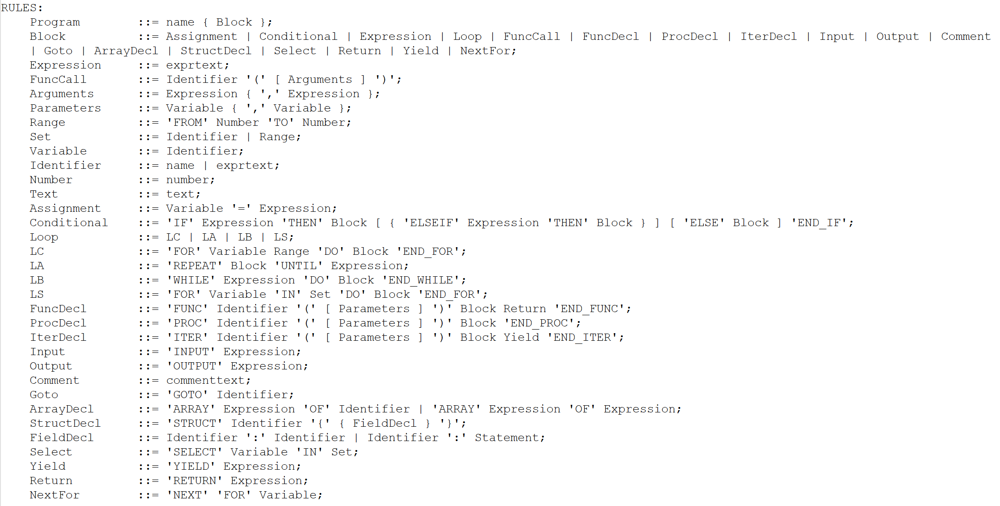 RULES:
Program ::= name { Block };
Block ::= Assignment | Conditional | Expression | Loop | FuncCall | FuncDecl | ProcDecl | IterDecl | Input | Output | Comment
| Goto | ArrayDecl | StructDecl | Select | Return | Yield | NextFor;
Expression ::= exprtext;
FuncCall ::= Identifier '(' [ Arguments ] ')';
Arguments ::= Expression { ',' Expression };
Parameters ::= Variable { ',' Variable };
Range ::= 'FROM' Number 'TO' Number;
Set ::= Identifier | Range;
Variable ::= Identifier;
Identifier ::= name | exprtext;
Number ::= number;
Text ::= text;
Assignment ::= Variable '=' Expression;
Conditional ::= 'IF' Expression 'THEN' Block [ { 'ELSEIF' Expression 'THEN' Block } ] [ 'ELSE' Block ] 'END_IF';
Loop ::= LC | LA | LB | LS;
LC ::= 'FOR' Variable Range 'DO' Block 'END_FOR';
LA ::= 'REPEAT' Block 'UNTIL' Expression;
LB ::= 'WHILE' Expression 'DO' Block 'END_WHILE';
LS ::= 'FOR' Variable 'IN' Set 'DO' Block 'END_FOR';
FuncDecl ::= 'FUNC' Identifier '(' [ Parameters ] ')' Block Return 'END_FUNC';
ProcDecl ::= 'PROC' Identifier '(' [ Parameters ] ')' Block 'END_PROC';
IterDecl ::= 'ITER' Identifier '(' [ Parameters ] ')' Block Yield 'END_ITER';
Input ::= 'INPUT' Expression;
Output ::= 'OUTPUT' Expression;
Comment ::= commenttext;
Goto ::= 'GOTO' Identifier;
ArrayDecl ::= 'ARRAY' Expression 'OF' Identifier | 'ARRAY' Expression 'OF' Expression;
StructDecl ::= 'STRUCT' Identifier '{' { FieldDecl } '}';
FieldDecl ::= Identifier ':' Identifier | Identifier ':' Statement;
Select ::= 'SELECT' Variable 'IN' Set;
Yield ::= 'YIELD' Expression;
Return ::= 'RETURN' Expression;
NextFor ::= 'NEXT' 'FOR' Variable;